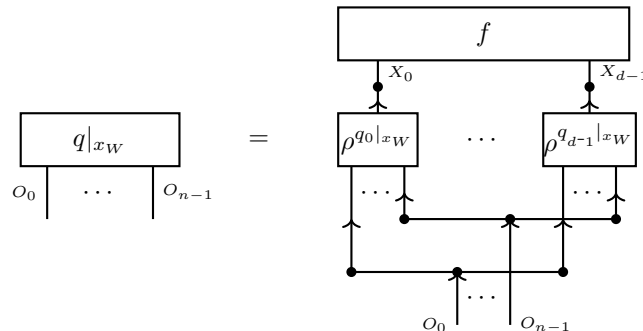 f
X_0 X_{d-1}
q|_{x_W} = ρ^{q_0|_{x_W}} ⋯ ρ^{q_{d-1}|_{x_W}}
O_0 ⋯ O_{n-1} ⋯ ⋯
⋯
O_0 O_{n-1}